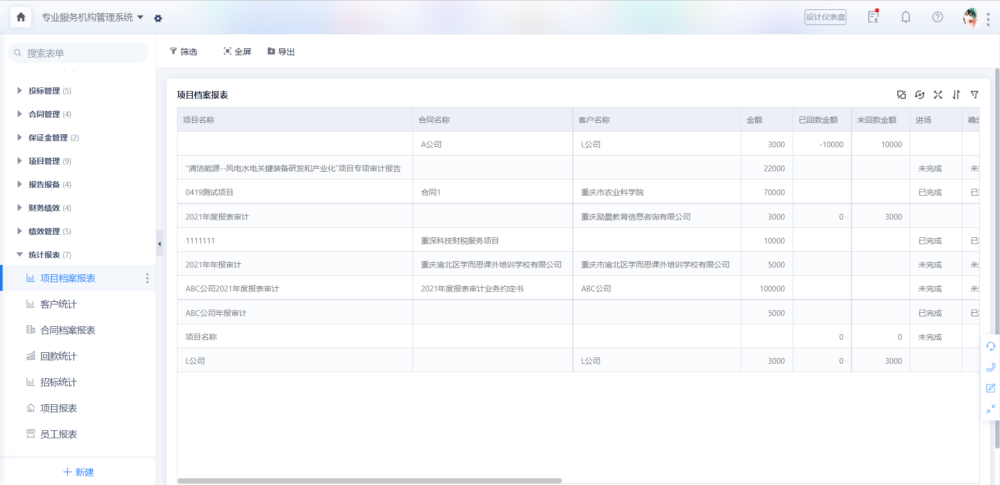 专业服务机构管理系统
设计仪表盘
搜索表单
筛选
全屏
导出
投标管理 (5)
合同管理 (4)
保证金管理 (2)
项目管理 (9)
报告报备 (4)
财务绩效 (4)
绩效管理 (5)
统计报表 (7)
项目档案报表
客户统计
合同档案报表
回款统计
招标统计
项目报表
员工报表
新建
项目档案报表
项目名称 合同名称 客户名称 金额 已回款金额 未回款金额 进场
A公司 L公司 3000 -10000 10000
“清洁能源--风电水电关键装备研发和产业化”项目专项审计报告 22000 未完成 未
0419测试项目 合同1 重庆市农业科学院 70000 已完成 已
2021年度报表审计 重庆励晨教育信息咨询有限公司 3000 0 3000
1111111 重深科技财税服务项目 10000 已完成 已
2021年年报审计 重庆渝北区学而思课外培训学校有限公司 重庆市渝北区学而思课外培训学校有限公司 5000 未完成 未
ABC公司2021年度报表审计 2021年度报表审计业务约定书 ABC公司 100000 未完成 未
ABC公司年报审计 5000 已完成 已
项目名称 0 0 未完成
L公司 L公司 3000 0 3000